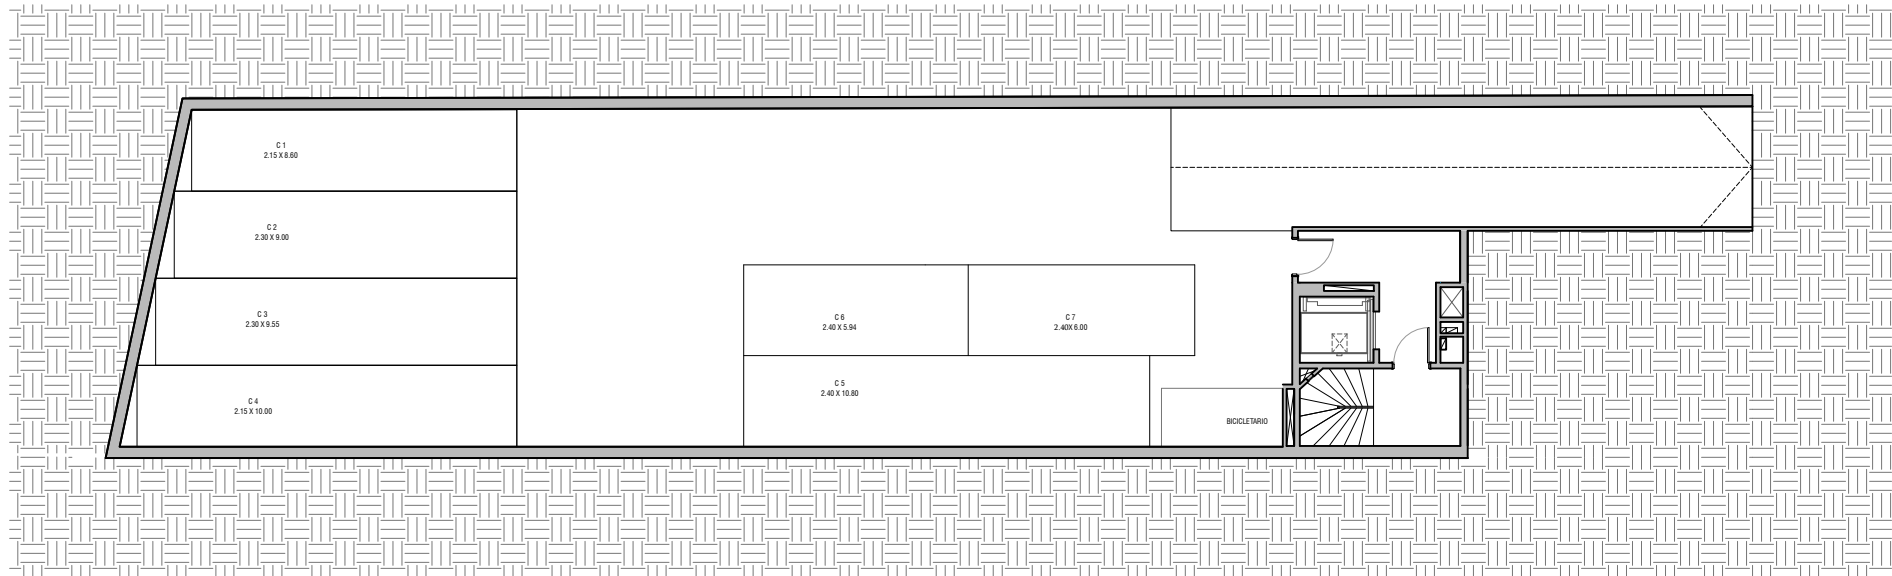 C 1
2.15 X 8.60
C 2
2.30 X 9.00
C 3
2.30 X 9.55
C 4
2.15 X 10.00
C 6
2.40 X 5.94
C 7
2.40X 6.00
C 5
2.40 X 10.80
BICICLETARIO